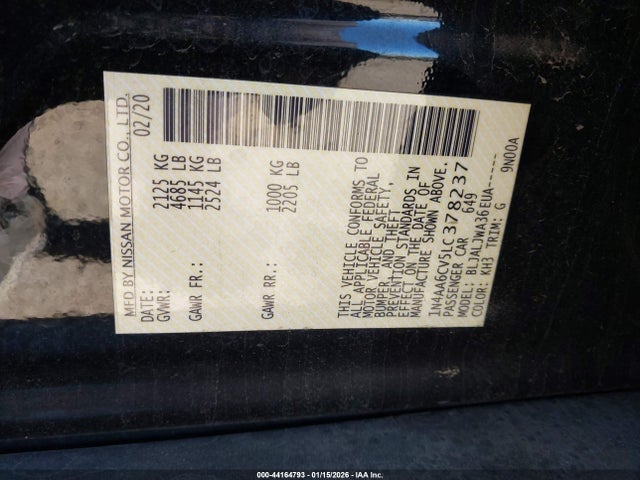 MFD BY NISSAN MOTOR CO., LTD.
DATE: 02/20
GVWR: 2125 KG
4685 LB
GAWR FR.: 1145 KG
2524 LB
GAWR RR.: 1000 KG
2205 LB
THIS VEHICLE CONFORMS TO
ALL APPLICABLE FEDERAL
MOTOR VEHICLE SAFETY,
BUMPER, AND THEFT
PREVENTION STANDARDS IN
EFFECT ON THE DATE OF
MANUFACTURE SHOWN ABOVE.
1N4AA6CV5LC378237
PASSENGER CAR 649
MODEL: BLJALJWA36EUA-----
COLOR: KH3 TRIM: G 9N00A
000-44164793 - 01/15/2026 - IAA Inc.